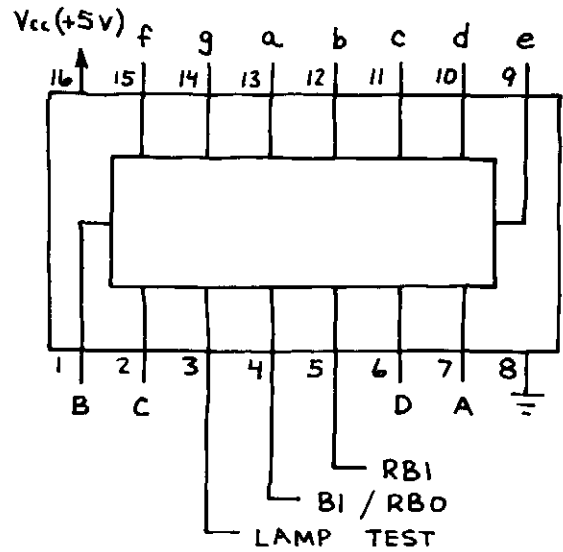 Vcc (+5V) f g a b c d e
16 15 14 13 12 11 10 9
1 2 3 4 5 6 7 8
B C D A
RBI
BI / RBO
LAMP TEST